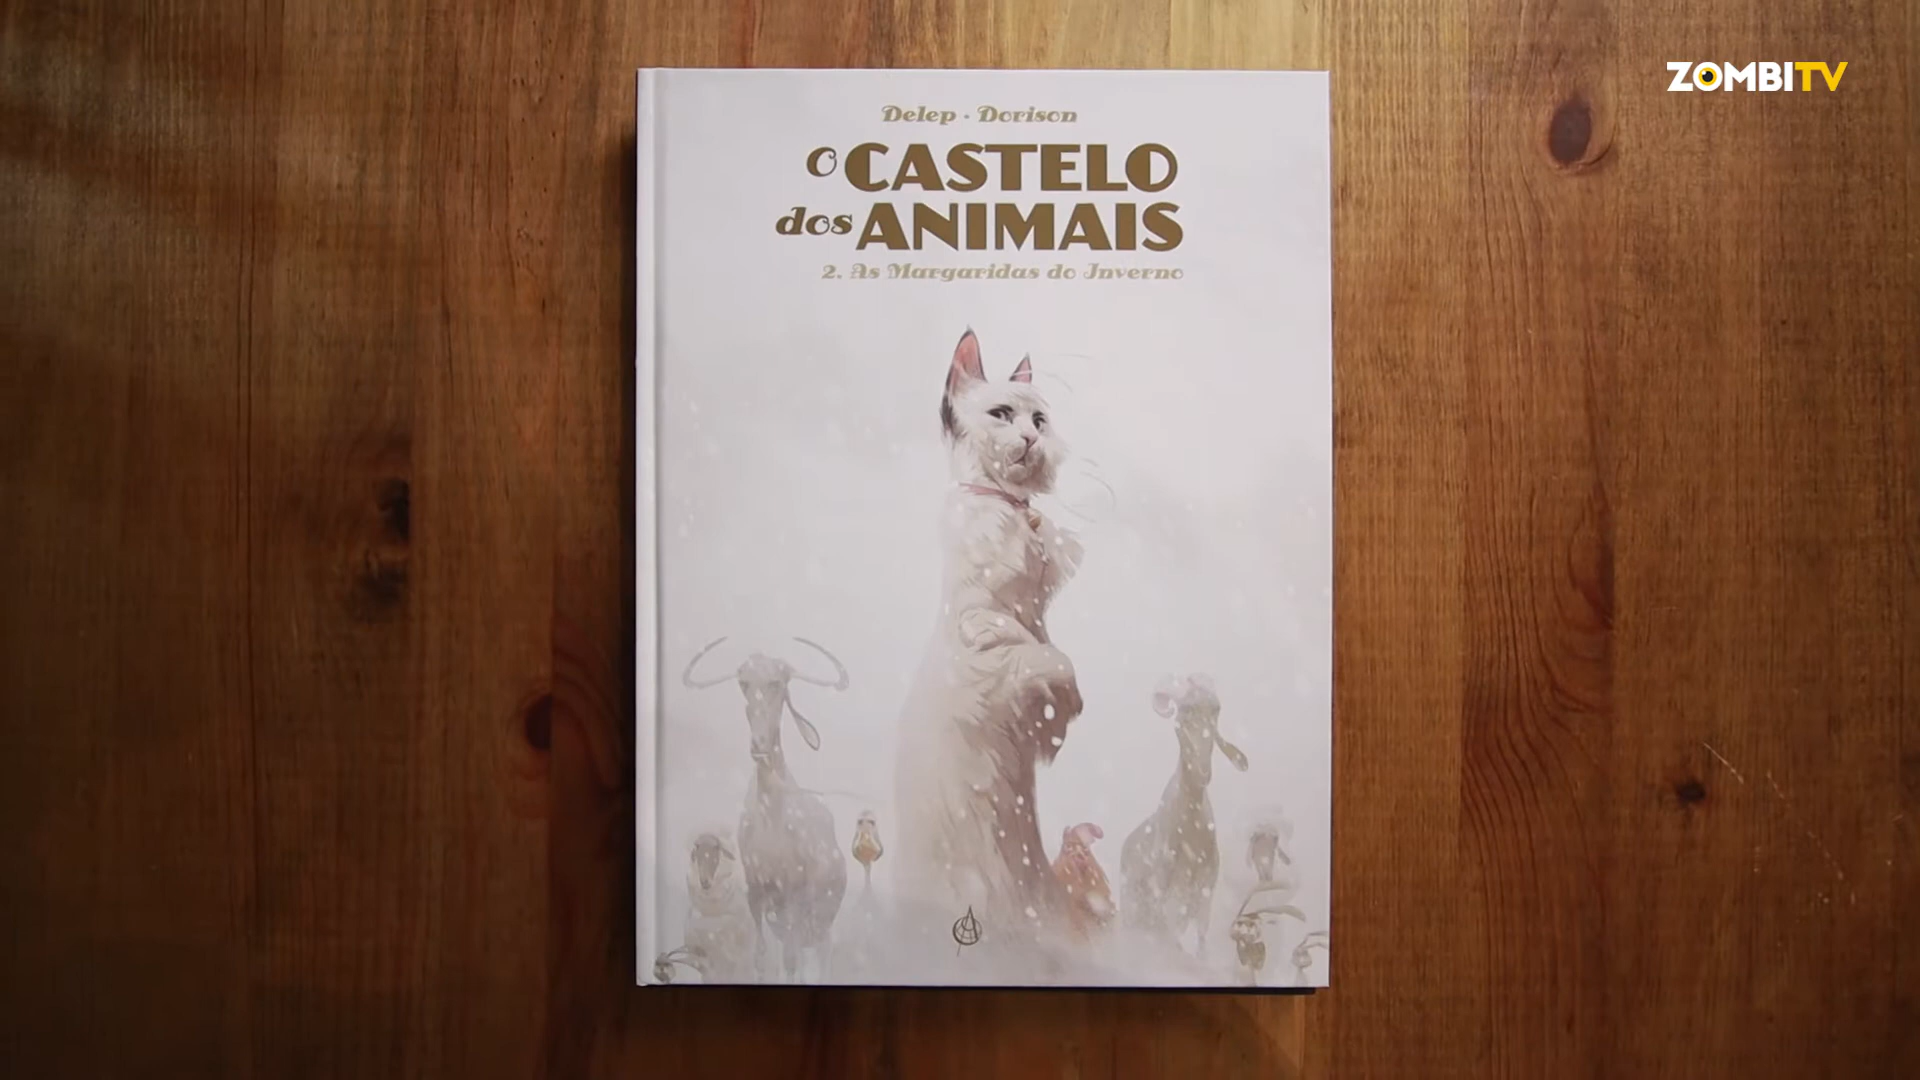 ZOMBITV
Delep · Dorison
O CASTELO
dos ANIMAIS
2. As Margaridas do Inverno